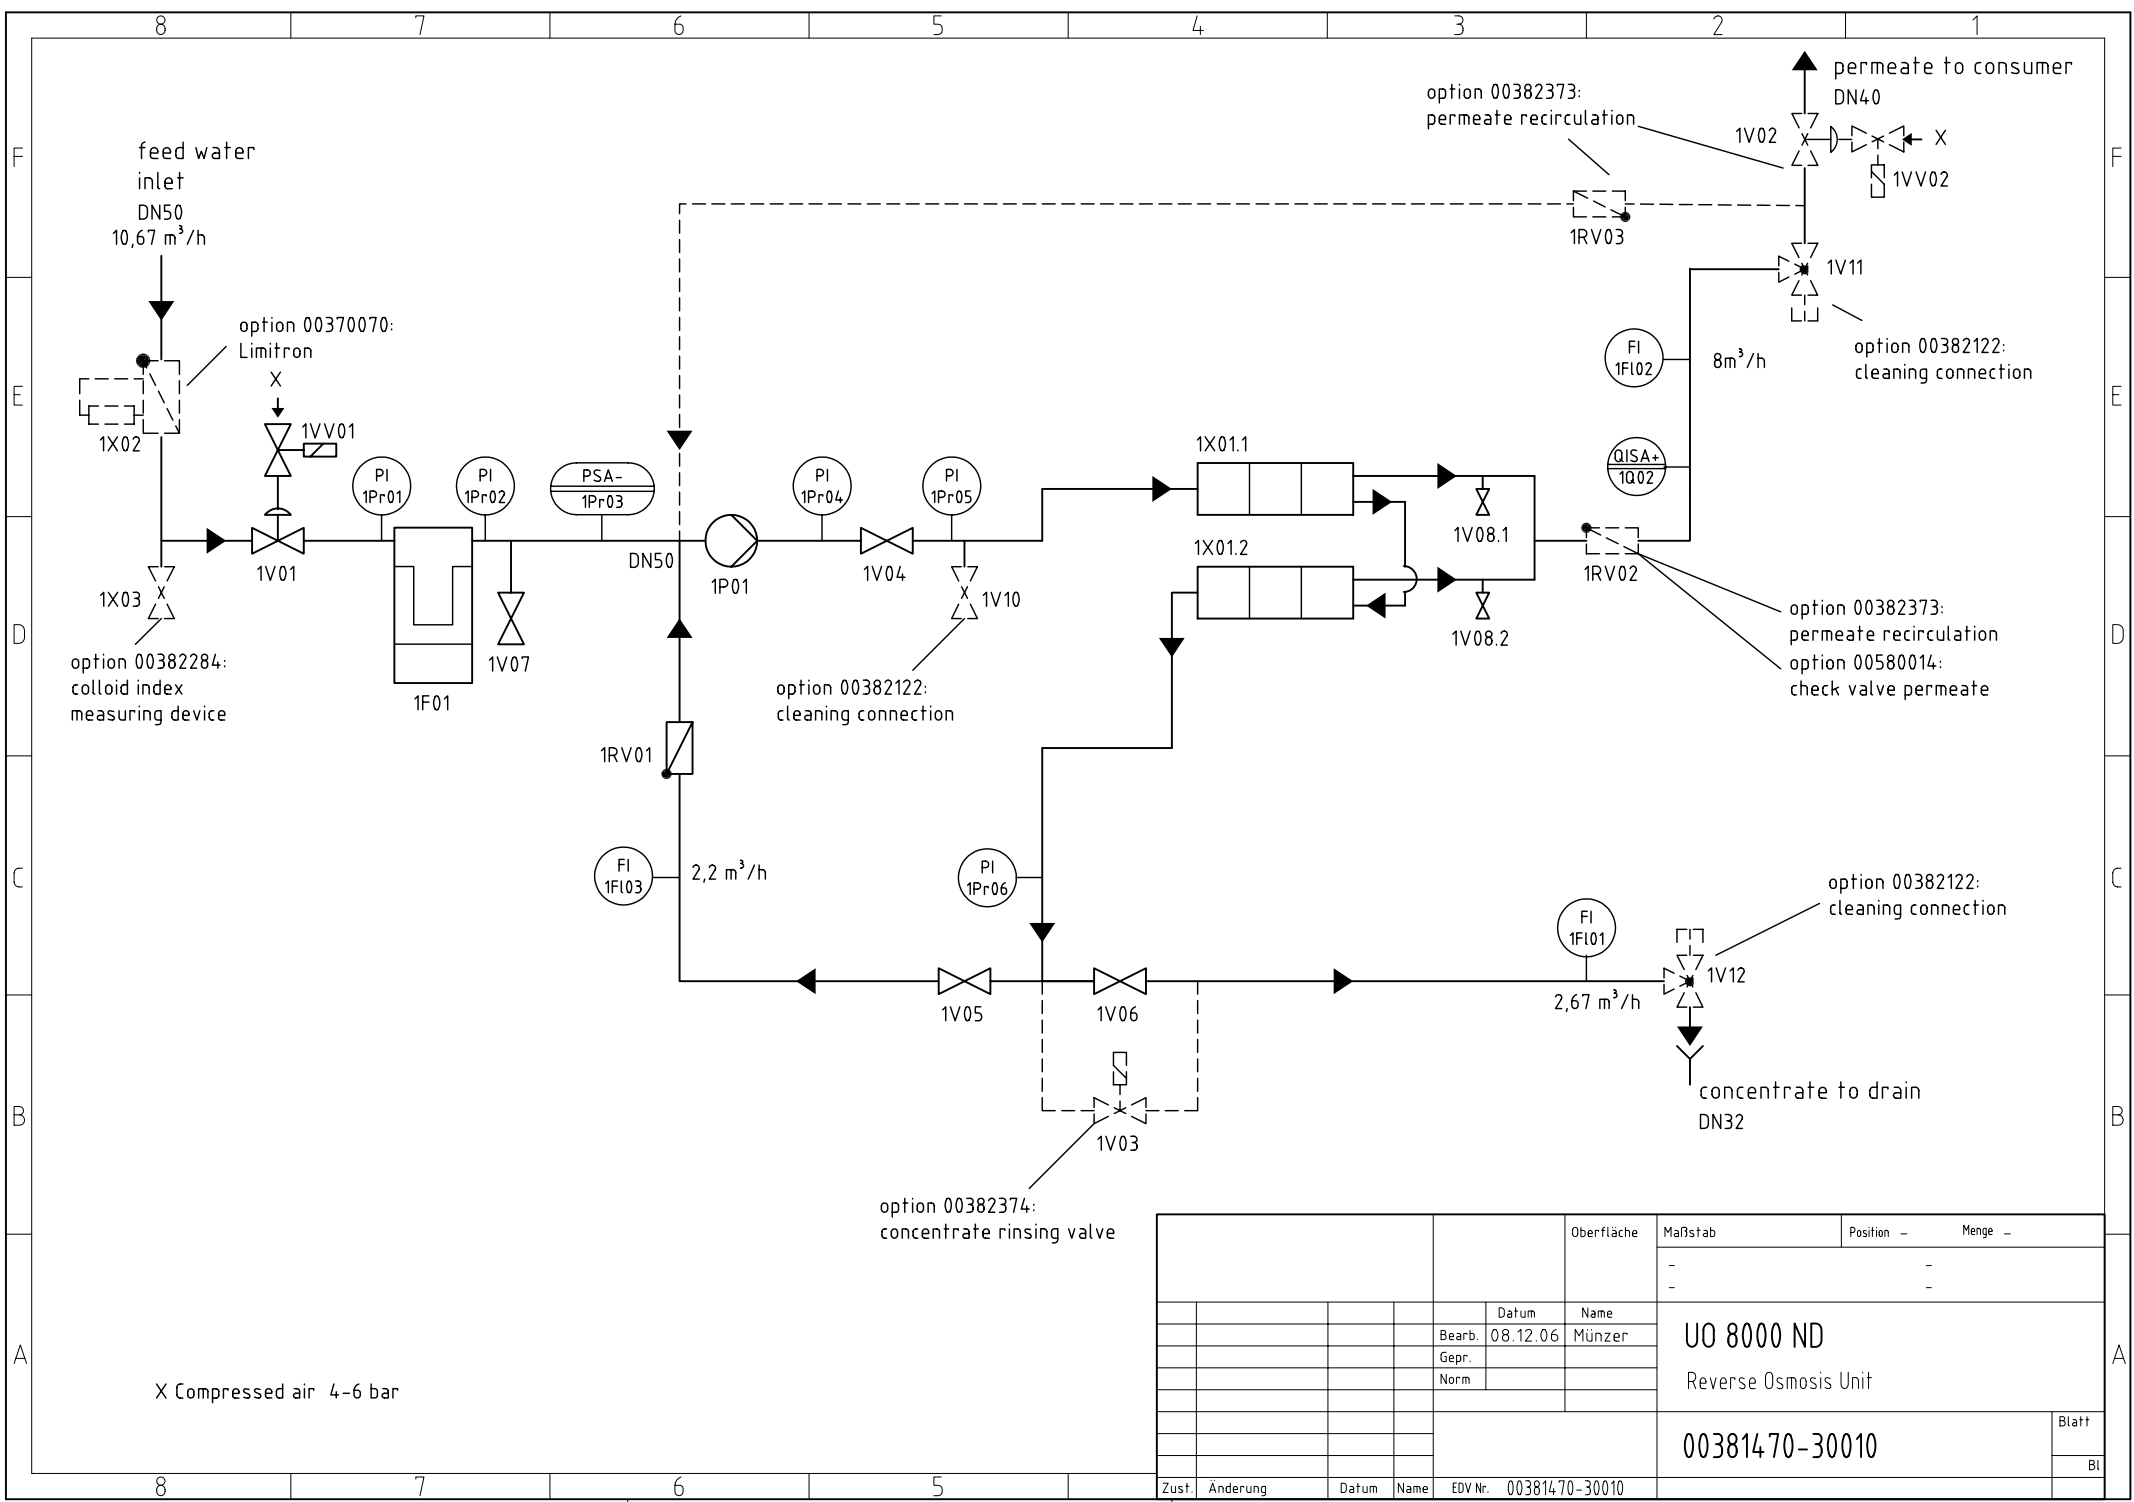 8 7 6 5 4 3 2 1
F
E
D
C
B
A
F
E
D
C
B
A
permeate to consumer
DN40
option 00382373:
permeate recirculation
1V02
X
1VV02
feed water
inlet
DN50
10,67 m³/h
1RV03
1V11
option 00370070:
Limitron
X
FI
1Fl02
8m³/h
option 00382122:
cleaning connection
1X02
1VV01
1X01.1
PI
1Pr01
PI
1Pr02
PSA-
1Pr03
PI
1Pr04
PI
1Pr05
QISA+
1Q02
1V08.1
1X01.2
DN50
1V01
1P01
1V04
1RV02
1X03
1V10
option 00382373:
permeate recirculation
1V08.2
option 00382284:
colloid index
measuring device
1V07
option 00580014:
check valve permeate
1F01
option 00382122:
cleaning connection
1RV01
FI
1Fl03
2,2 m³/h
PI
1Pr06
option 00382122:
cleaning connection
FI
1Fl01
1V12
2,67 m³/h
1V05
1V06
concentrate to drain
DN32
1V03
option 00382374:
concentrate rinsing valve
X Compressed air 4-6 bar
Oberfläche
Maßstab
Position –
Menge –
– –
– –
Datum Name
Bearb. 08.12.06 Münzer
Gepr.
Norm
UO 8000 ND
Reverse Osmosis Unit
Blatt
00381470-30010
Bl
Zust. Änderung Datum Name EDV Nr. 00381470-30010
8 7 6 5